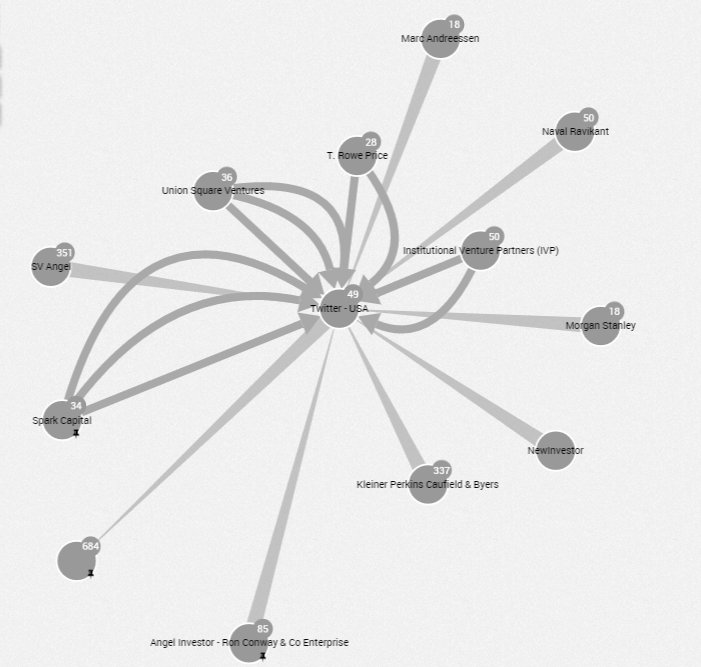 18
Marc Andreessen
50
Naval Ravikant
28
T. Rowe Price
36
Union Square Ventures
50
Institutional Venture Partners (IVP)
351
SV Angel
49
Twitter - USA
18
Morgan Stanley
34
Spark Capital
NewInvestor
337
Kleiner Perkins Caufield & Byers
684
85
Angel Investor - Ron Conway & Co Enterprise